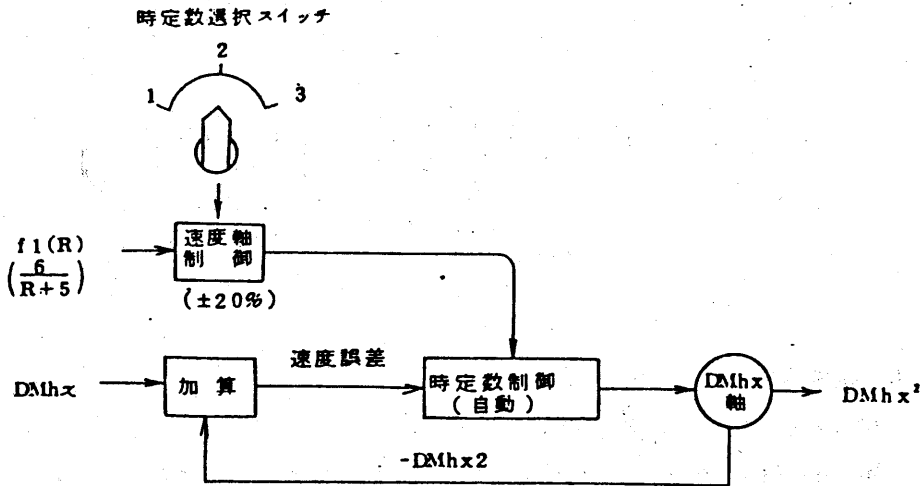 時定数選択スイッチ
2
1
3
f1(R)
(6/R+5)
速度軸
制御
(±20%)
DMhx
加算
速度誤差
時定数制御
(自動)
DMhx
軸
DMhx²
-DMhx2